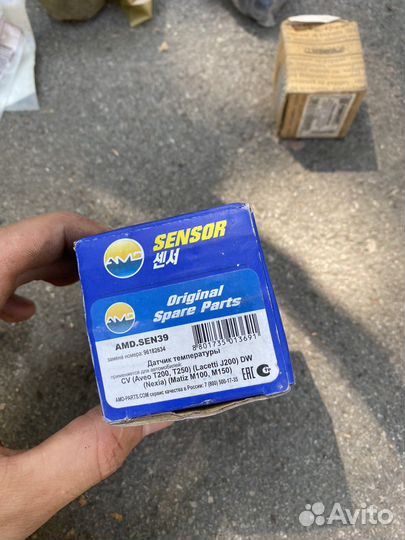 AMD
SENSOR
센서
AMD
Original
Spare Parts
AMD.SEN39
замена номера: 96182634
8 801735 013691
Датчик температуры
применяется для автомобилей:
CV (Aveo T200, T250) (Lacetti J200) DW
(Nexia) (Matiz M100, M150)
AMD-PARTS.COM сервис качества в России: 7 (800) 500-17-35
EAC
Avito